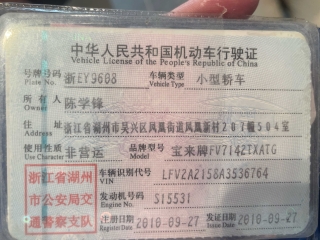 中华人民共和国机动车行驶证
Vehicle License of the People's Republic of China
号牌号码 浙EY9608 车辆类型 小型轿车
Plate No. Vehicle Type
所有人 陈学锋
Owner
住址 浙江省湖州市吴兴区凤凰街道凤凰新村207幢504室
Address
使用性质 非营运 品牌型号 宝来牌FV7142TXATG
Use Character Model
车辆识别代号 LFV2A2158A3536764
VIN
浙江省湖州市公安局交通警察支队
发动机号码 S15531
Engine No.
注册日期 2010-09-27 发证日期 2010-09-27
Register Date Issue Date